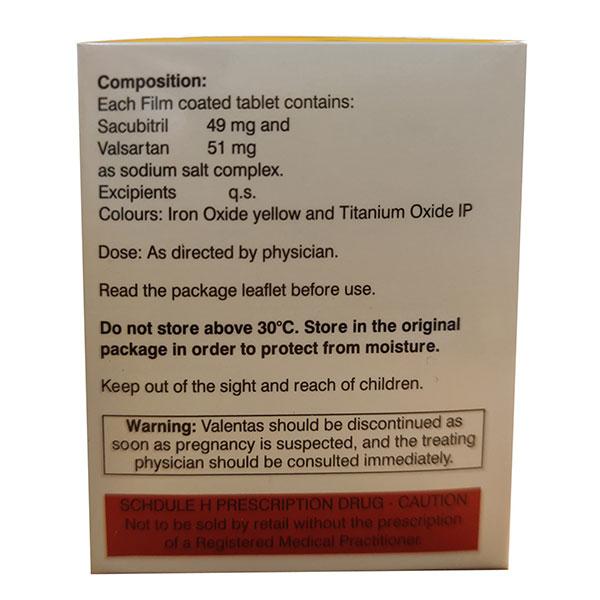 Composition:
Each Film coated tablet contains:
Sacubitril 49 mg and
Valsartan 51 mg
as sodium salt complex.
Excipients q.s.
Colours: Iron Oxide yellow and Titanium Oxide IP
Dose: As directed by physician.
Read the package leaflet before use.
Do not store above 30°C. Store in the original
package in order to protect from moisture.
Keep out of the sight and reach of children.
Warning: Valentas should be discontinued as
soon as pregnancy is suspected, and the treating
physician should be consulted immediately.
SCHDULE H PRESCRIPTION DRUG - CAUTION
Not to be sold by retail without the prescription
of a Registered Medical Practitioner.